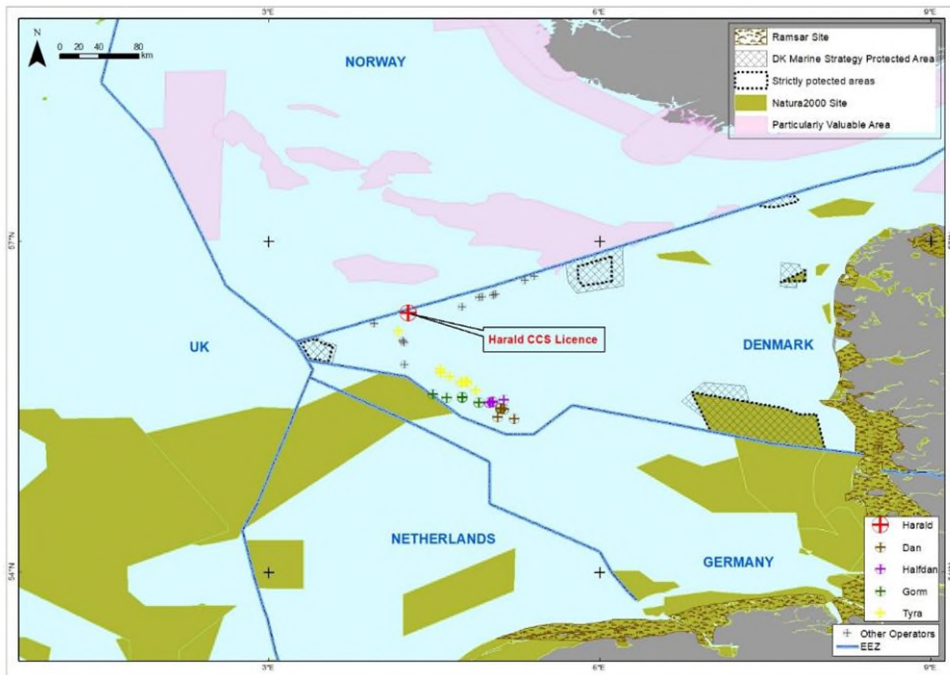 3°E
6°E
9°E
N
0 20 40 80
km
NORWAY
Ramsar Site
DK Marine Strategy Protected Area
Strictly potected areas
Natura2000 Site
Particularly Valuable Area
57°N
Harald CCS Licence
UK
DENMARK
NETHERLANDS
GERMANY
54°N
Harald
Dan
Halfdan
Gorm
Tyra
Other Operators
EEZ
3°E
6°E
9°E